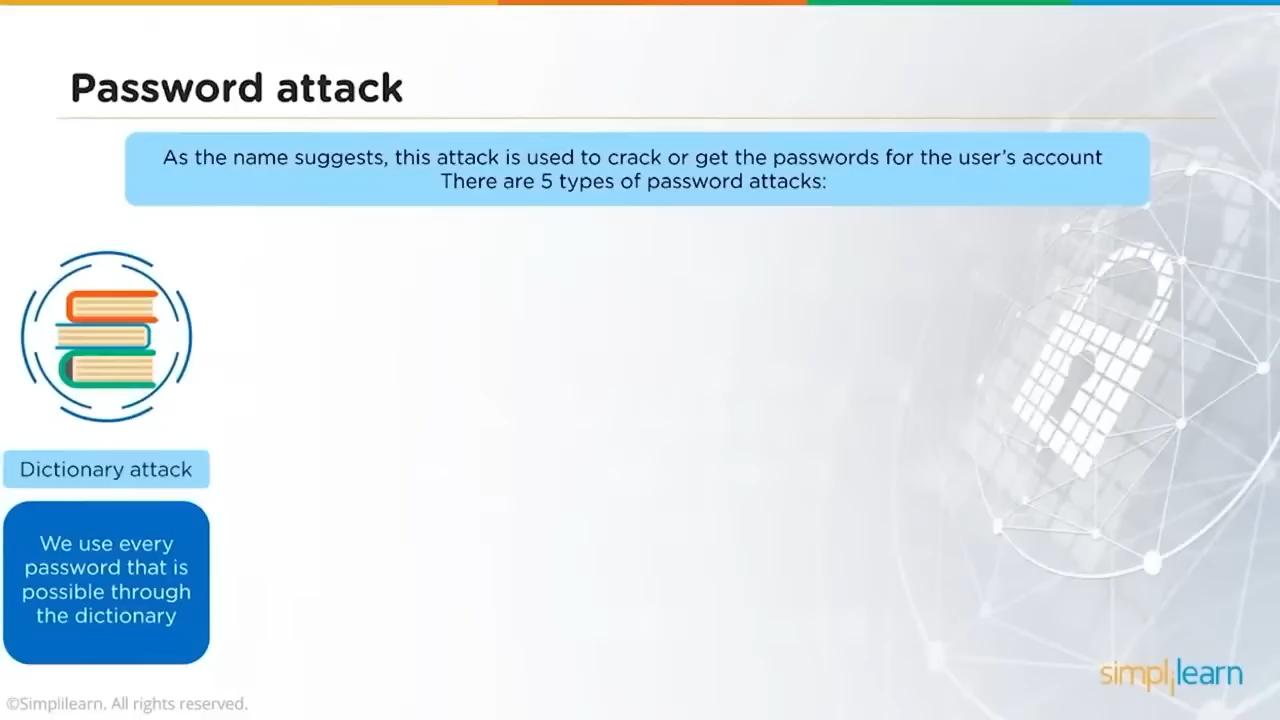 Password attack
As the name suggests, this attack is used to crack or get the passwords for the user's account
There are 5 types of password attacks:
Dictionary attack
We use every
password that is
possible through
the dictionary
simplilearn
©Simplilearn. All rights reserved.